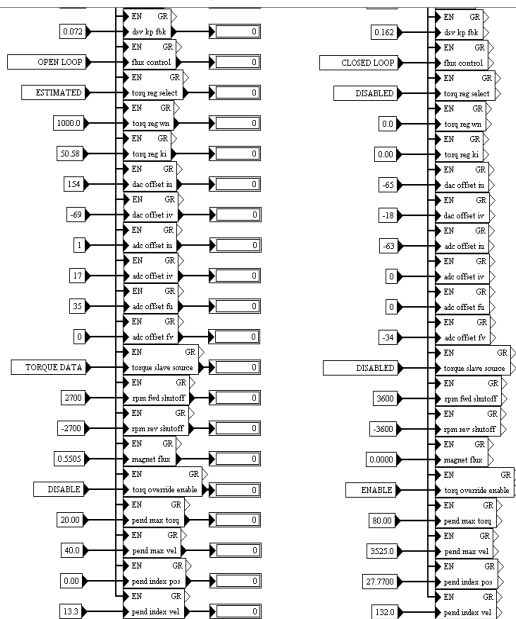 EN GR
0.072 dsv kp fbk 0
EN GR
OPEN LOOP flux control 0
EN GR
ESTIMATED torq reg select 0
EN GR
1000.0 torq reg wn 0
EN GR
50.58 torq reg ki 0
EN GR
154 dac offset iu 0
EN GR
-69 dac offset iv 0
EN GR
1 adc offset iu 0
EN GR
17 adc offset iv 0
EN GR
35 adc offset fu 0
EN GR
0 adc offset fv 0
EN GR
TORQUE DATA torque slave source 0
EN GR
2700 rpm fwd shutoff 0
EN GR
-2700 rpm rev shutoff 0
EN GR
0.5505 magnet flux 0
EN GR
DISABLE torq override enable 0
EN GR
20.00 pend max torq 0
EN GR
40.0 pend max vel 0
EN GR
0.00 pend index pos 0
EN GR
13.3 pend index vel 0
EN GR
0.162 dsv kp fbk
EN GR
CLOSED LOOP flux control
EN GR
DISABLED torq reg select
EN GR
0.0 torq reg wn
EN GR
0.00 torq reg ki
EN GR
-65 dac offset iu
EN GR
-18 dac offset iv
EN GR
-63 adc offset iu
EN GR
0 adc offset iv
EN GR
0 adc offset fu
EN GR
-34 adc offset fv
EN GR
DISABLED torque slave source
EN GR
3600 rpm fwd shutoff
EN GR
-3600 rpm rev shutoff
EN GR
0.0000 magnet flux
EN GR
ENABLE torq override enable
EN GR
80.00 pend max torq
EN GR
3525.0 pend max vel
EN GR
27.7700 pend index pos
EN GR
132.0 pend index vel